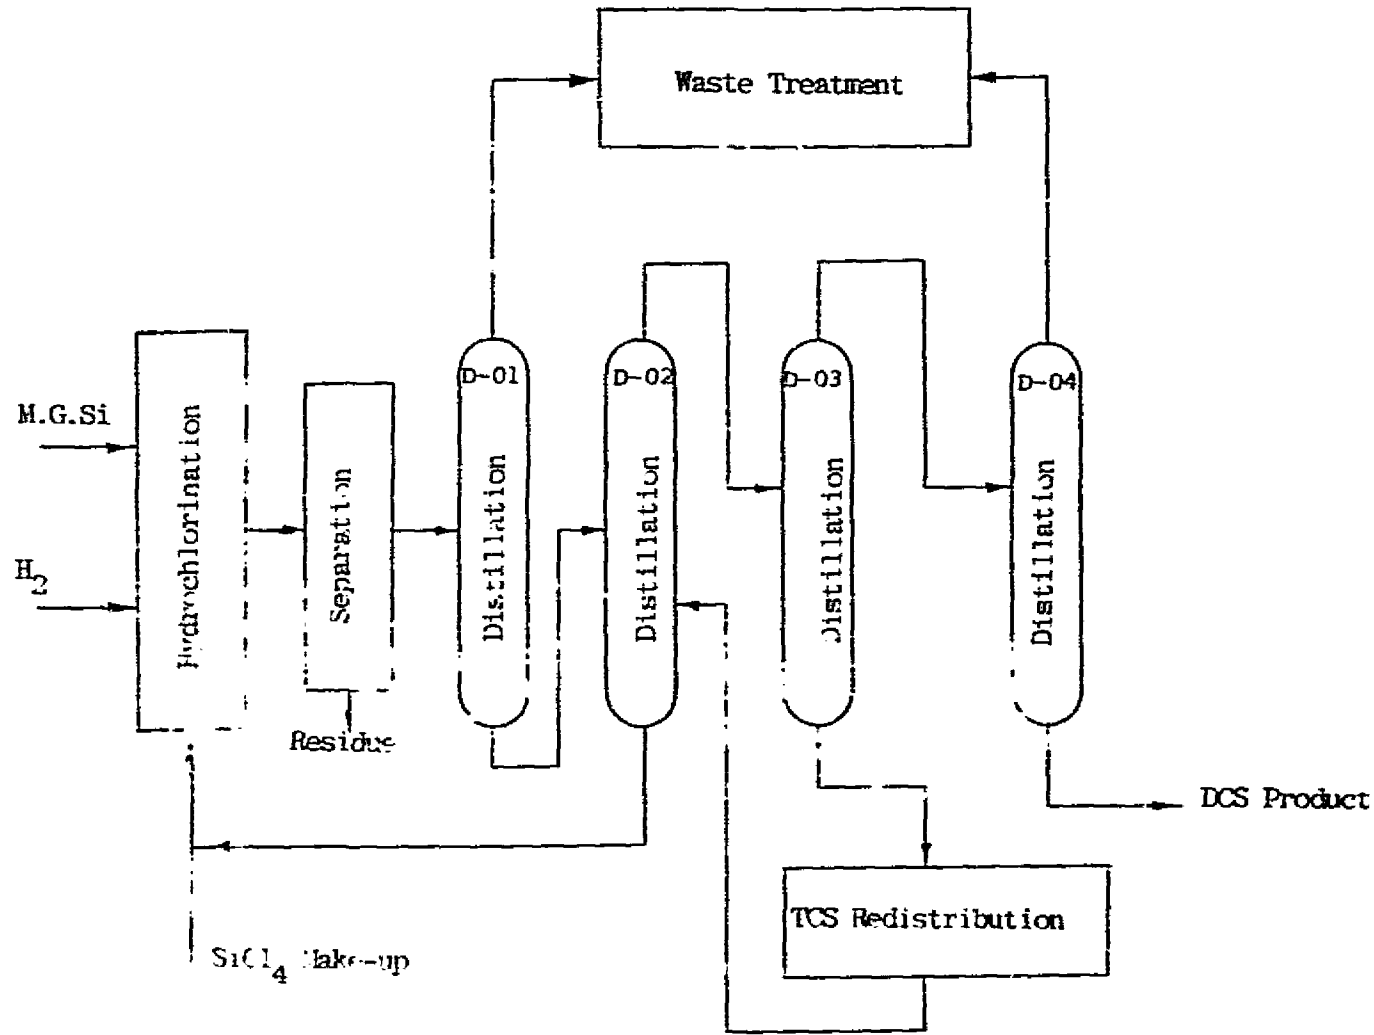 Waste Treatment
D-01
D-02
D-03
D-04
M.G.Si
H2
Hydrochlorination
Separation
Distillation
Distillation
Distillation
Distillation
Residue
DCS Product
TCS Redistribution
SiCl4 Make-up